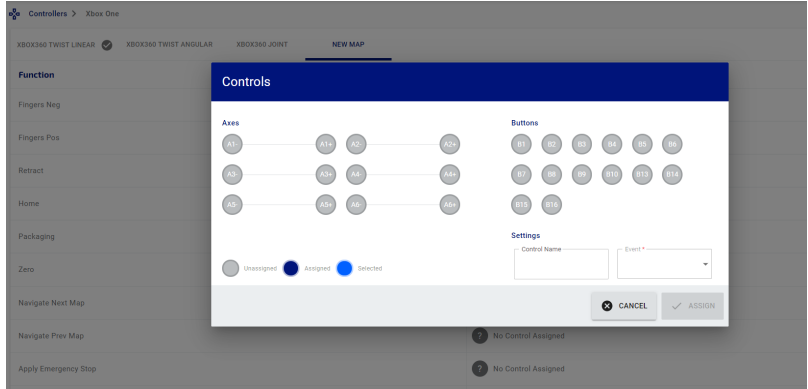 Controllers > Xbox One
XBOX360 TWIST LINEAR XBOX360 TWIST ANGULAR XBOX360 JOINT NEW MAP
Function
Fingers Neg
Fingers Pos
Retract
Home
Packaging
Zero
Navigate Next Map
Navigate Prev Map
? No Control Assigned
Apply Emergency Stop
? No Control Assigned
Controls
Axes
A1- A1+ A2- A2+
A3- A3+ A4- A4+
A5- A5+ A6- A6+
Unassigned Assigned Selected
Buttons
B1 B2 B3 B4 B5 B6
B7 B8 B9 B10 B13 B14
B15 B16
Settings
Control Name
Event *
CANCEL ASSIGN